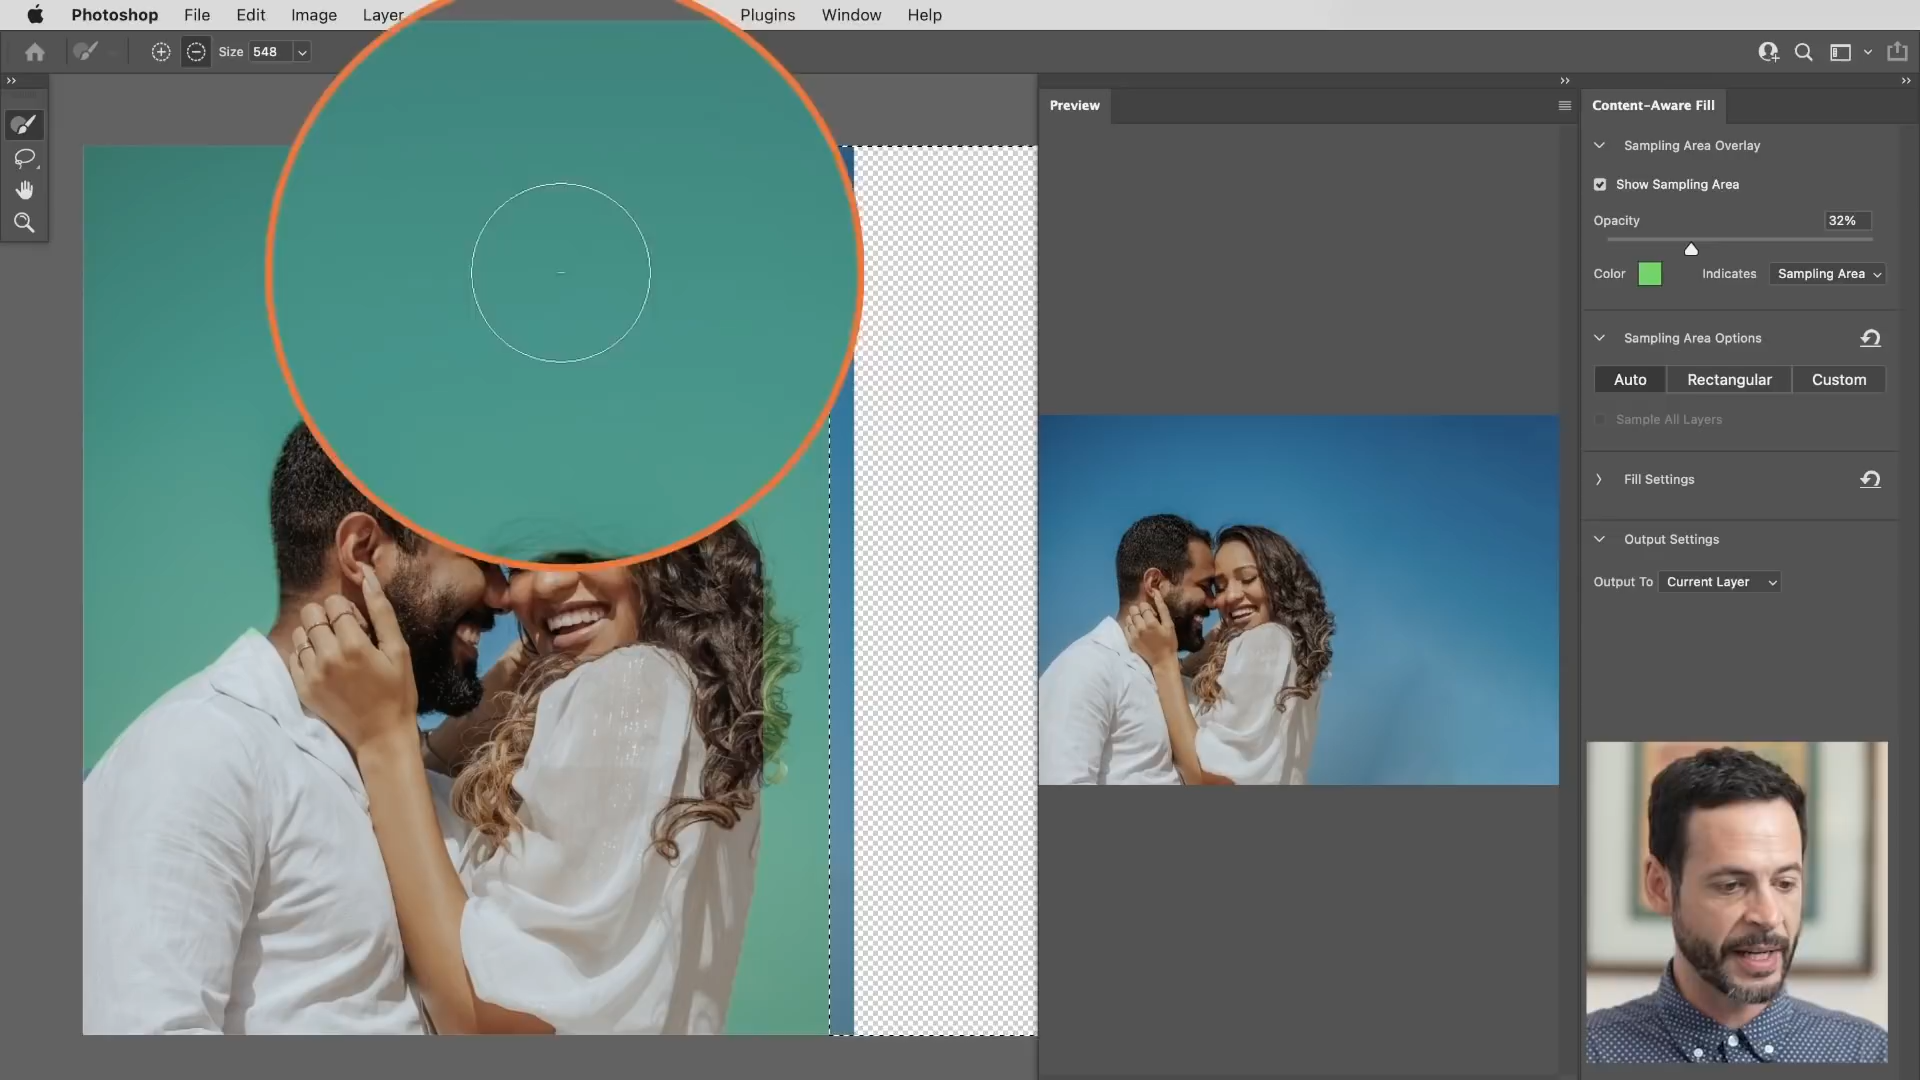 Photoshop File Edit Image Layer Plugins Window Help
Size 548
Preview
Content-Aware Fill
Sampling Area Overlay
Show Sampling Area
Opacity 32%
Color Indicates Sampling Area
Sampling Area Options
Auto Rectangular Custom
Sample All Layers
Fill Settings
Output Settings
Output To Current Layer